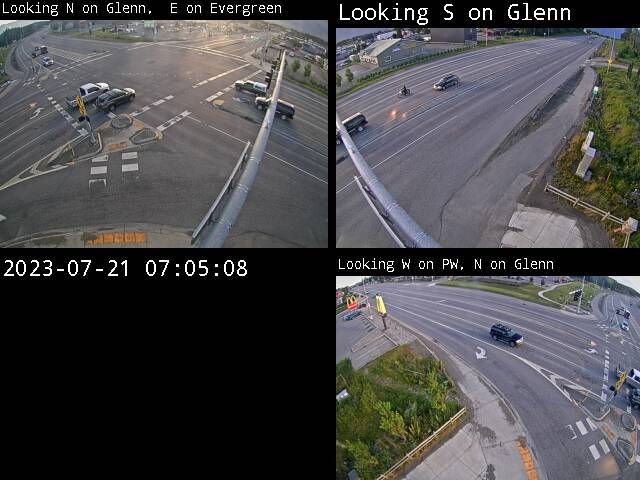 Looking N on Glenn,  E on Evergreen
Looking S on Glenn
2023-07-21 07:05:08
Looking W on PW, N on Glenn